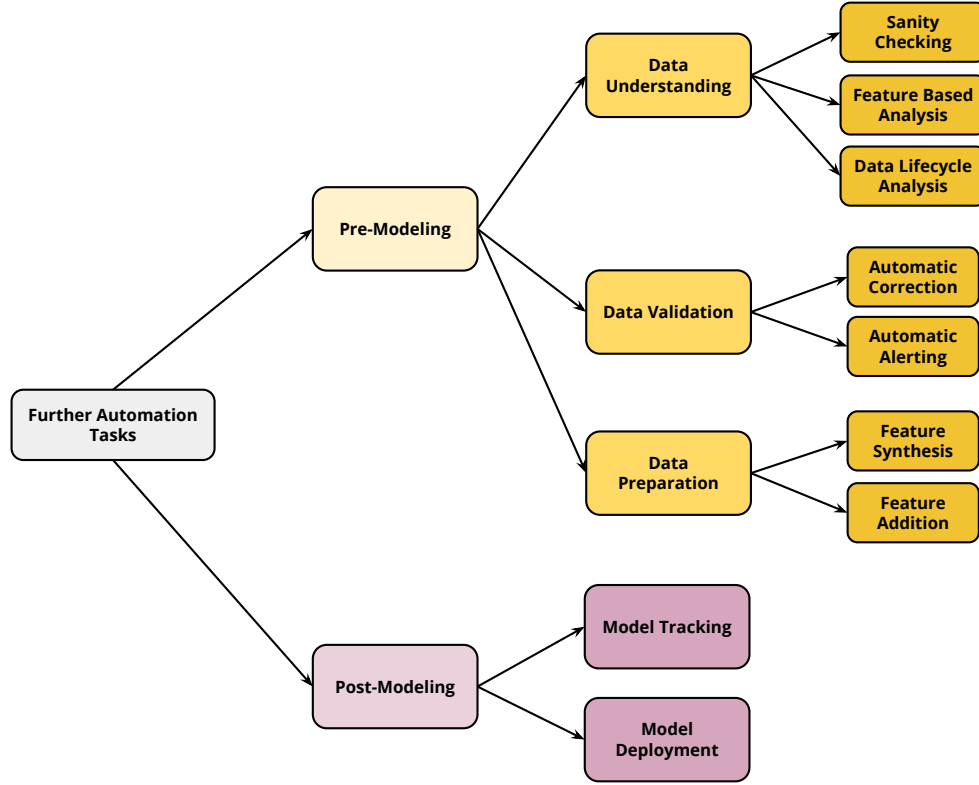 Further Automation
Tasks
Pre-Modeling
Data
Understanding
Sanity
Checking
Feature Based
Analysis
Data Lifecycle
Analysis
Data Validation
Automatic
Correction
Automatic
Alerting
Data
Preparation
Feature
Synthesis
Feature
Addition
Post-Modeling
Model Tracking
Model
Deployment